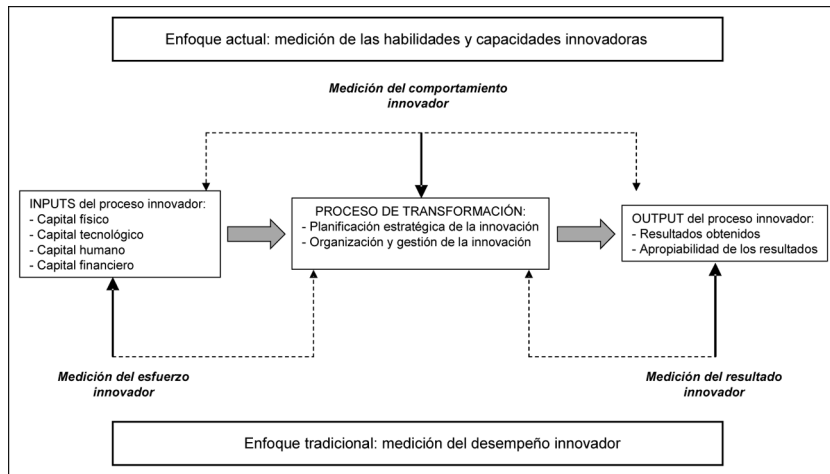 Enfoque actual: medición de las habilidades y capacidades innovadoras
Medición del comportamiento
innovador
INPUTS del proceso innovador:
- Capital físico
- Capital tecnológico
- Capital humano
- Capital financiero
PROCESO DE TRANSFORMACIÓN:
- Planificación estratégica de la innovación
- Organización y gestión de la innovación
OUTPUT del proceso innovador:
- Resultados obtenidos
- Apropiabilidad de los resultados
Medición del esfuerzo
innovador
Medición del resultado
innovador
Enfoque tradicional: medición del desempeño innovador